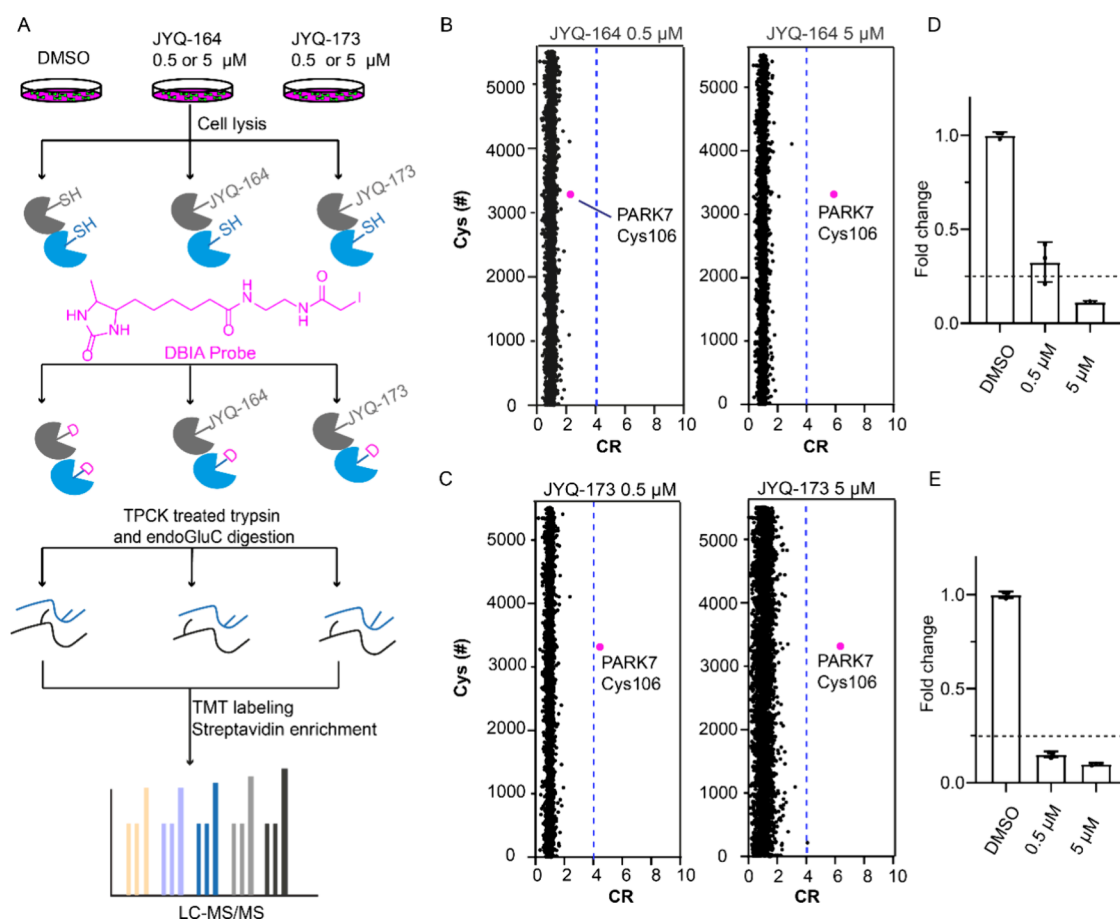 A
DMSO
JYQ-164
0.5 or 5 μM
JYQ-173
0.5 or 5 μM
Cell lysis
SH
SH
JYQ-164
SH
JYQ-173
SH
O
NH
HN
O
H
N
O
N
H
O
I
DBIA Probe
D
D
JYQ-164
D
JYQ-173
D
TPCK treated trypsin
and endoGluC digestion
TMT labeling
Streptavidin enrichment
LC-MS/MS
B
JYQ-164 0.5 μM
Cys (#)
5000
4000
3000
2000
1000
0
PARK7
Cys106
0 2 4 6 8 10
CR
JYQ-164 5 μM
5000
4000
3000
2000
1000
0
PARK7
Cys106
0 2 4 6 8 10
CR
C
JYQ-173 0.5 μM
Cys (#)
5000
4000
3000
2000
1000
0
PARK7
Cys106
0 2 4 6 8 10
CR
JYQ-173 5 μM
5000
4000
3000
2000
1000
0
PARK7
Cys106
0 2 4 6 8 10
CR
D
Fold change
1.0
0.5
0.0
DMSO
0.5 μM
5 μM
E
Fold change
1.0
0.5
0.0
DMSO
0.5 μM
5 μM